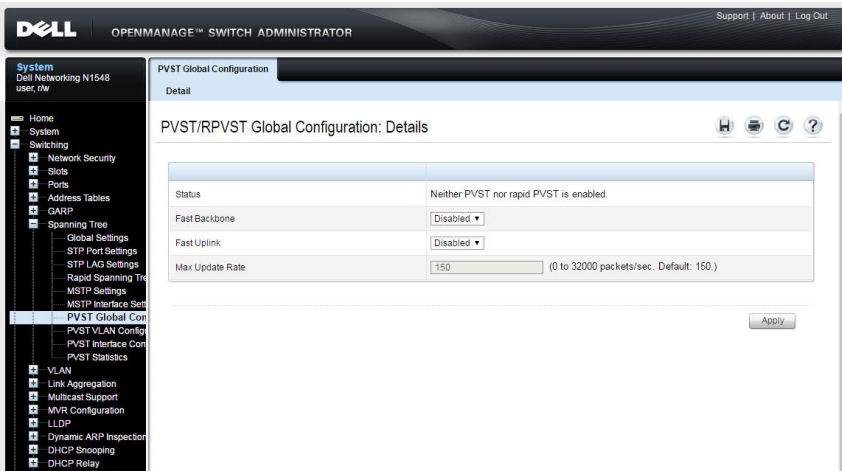 DELL
OPENMANAGE™ SWITCH ADMINISTRATOR
Support | About | Log Out
System
Dell Networking N1548
user, r/w
PVST Global Configuration
Detail
Home
System
Switching
Network Security
Slots
Ports
Address Tables
GARP
Spanning Tree
Global Settings
STP Port Settings
STP LAG Settings
Rapid Spanning Tre
MSTP Settings
MSTP Interface Sett
PVST Global Con
PVST VLAN Config
PVST Interface Con
PVST Statistics
VLAN
Link Aggregation
Multicast Support
MVR Configuration
LLDP
Dynamic ARP Inspection
DHCP Snooping
DHCP Relay
PVST/RPVST Global Configuration: Details
?
Status Neither PVST nor rapid PVST is enabled.
Fast Backbone Disabled
Fast Uplink Disabled
Max Update Rate 150 (0 to 32000 packets/sec. Default: 150.)
Apply